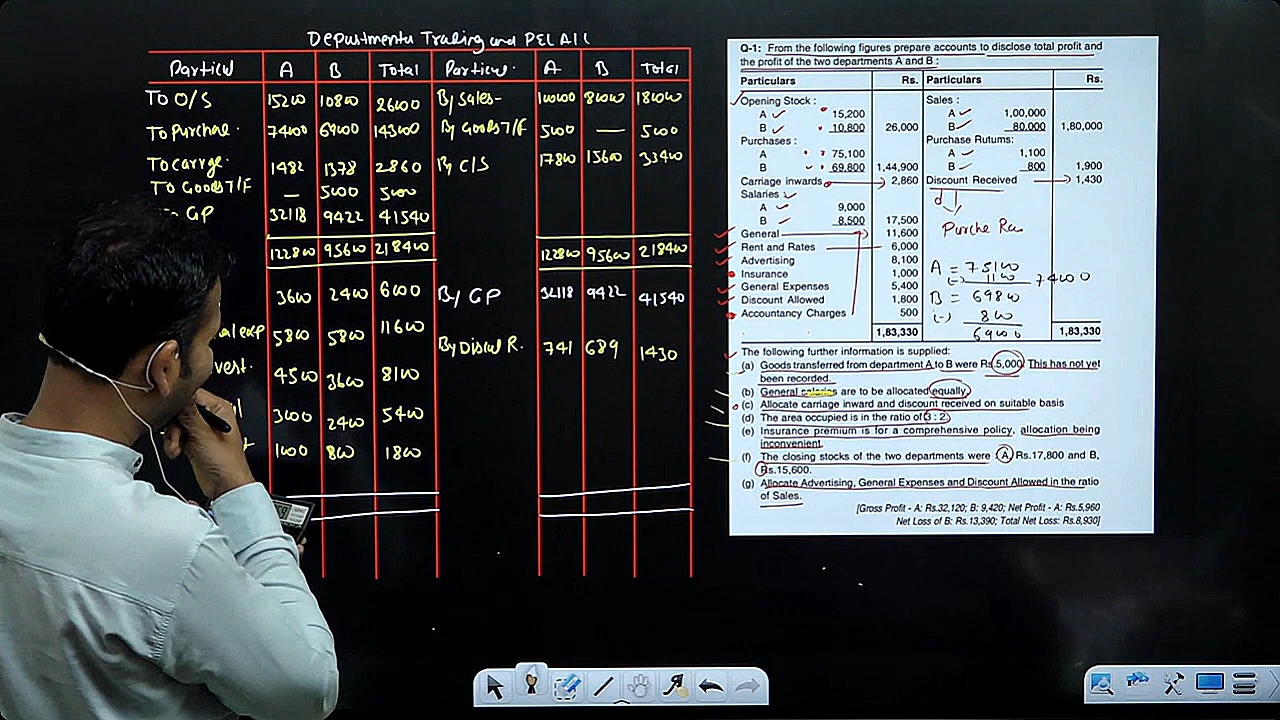 Departmental Trading and P&L A/c
Particul A B Total Particu. A B Total
To O/S 15200 10800 26000 By Sales- 100000 80000 180000
To purchase. 74000 69000 143000 By Goods T/F 5000 — 5000
To carrge. 1482 1378 2860 By C/S 17800 15600 33400
To Goods T/F — 5000 5000
GP 32118 9422 41540
122800 95600 218400 122800 95600 218400
3600 2400 6000 By GP 32118 9422 41540
exp 5800 5800 11600 By Discul R. 741 689 1430
vest. 4500 3600 8100
3000 2400 5400
1000 800 1800
Q-1: From the following figures prepare accounts to disclose total profit and
the profit of the two departments A and B :
Particulars Rs. Particulars Rs.
Opening Stock : Sales :
A 15,200 A 1,00,000
B 10,800 26,000 B 80,000 1,80,000
Purchases : Purchase Ruturns:
A 75,100 A 1,100
B 69,800 1,44,900 B 800 1,900
Carriage inwards 2,860 Discount Received 1,430
Salaries :
A 9,000
B 8,500 17,500
General 11,600
Rent and Rates 6,000
Advertising 8,100
Insurance 1,000
General Expenses 5,400
Discount Allowed 1,800
Accountancy Charges 500
1,83,330 1,83,330
Purche Ru
A = 75100
(-) 1100 74000
B = 69800
(-) 800
69000
The following further information is supplied:
(a) Goods transferred from department A to B were Rs.5,000. This has not yet
been recorded.
(b) General salaries are to be allocated equally.
(c) Allocate carriage inward and discount received on suitable basis
(d) The area occupied is in the ratio of 3 : 2.
(e) Insurance premium is for a comprehensive policy, allocation being
inconvenient.
(f) The closing stocks of the two departments were : A, Rs.17,800 and B,
Rs.15,600.
(g) Allocate Advertising, General Expenses and Discount Allowed in the ratio
of Sales.
[Gross Profit - A: Rs.32,120; B: 9,420; Net Profit - A: Rs.5,960
Net Loss of B: Rs.13,390; Total Net Loss: Rs.8,930]